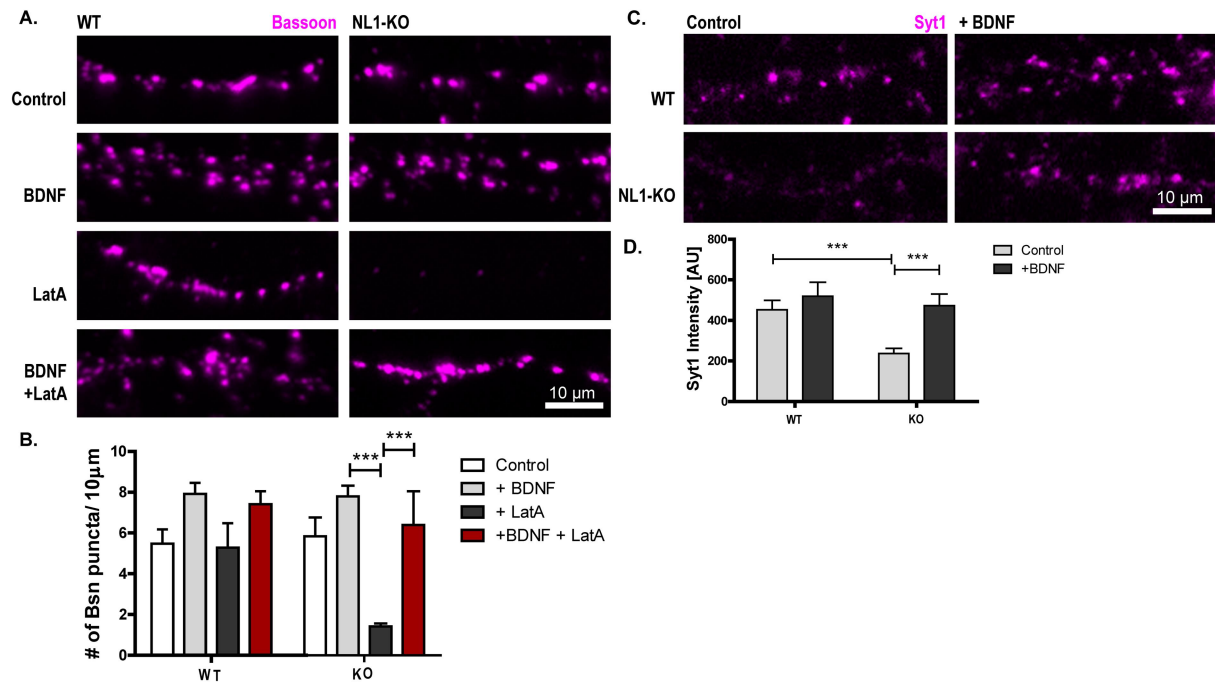 A.
WT Bassoon NL1-KO
Control
BDNF
LatA
BDNF
+LatA
10 µm
B.
# of Bsn puncta/ 10µm
10
8
6
4
2
0
*** ***
WT KO
Control
+ BDNF
+ LatA
+BDNF + LatA
C.
Control Syt1 + BDNF
WT
NL1-KO
10 µm
D.
Syt1 Intensity [AU]
800
600
400
200
0
*** ***
WT KO
Control
+BDNF